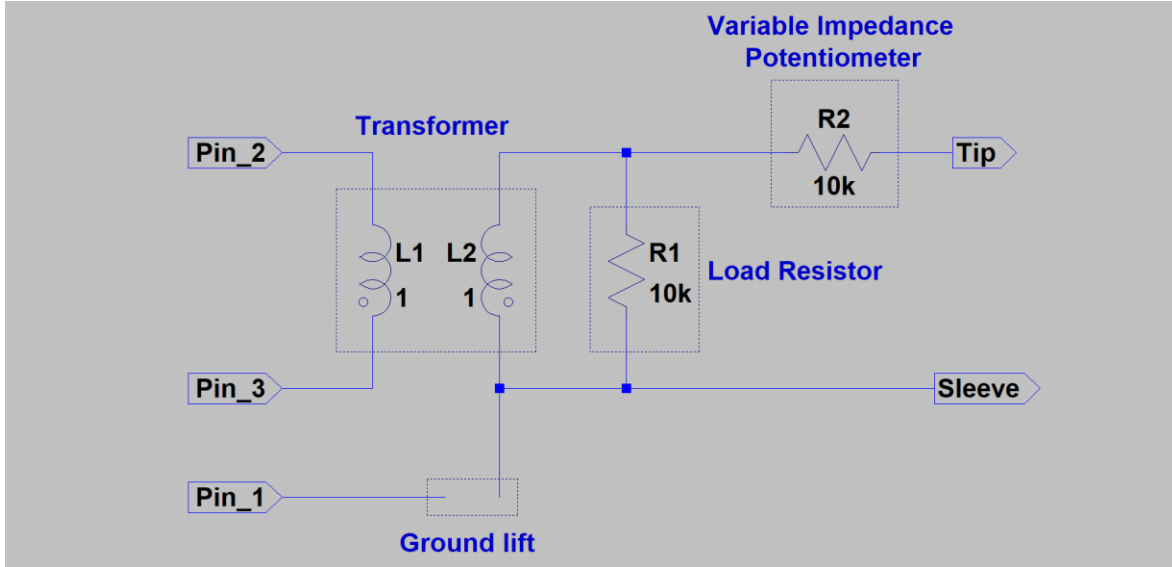 Variable Impedance
Potentiometer
R2
Transformer
Pin_2
Tip
10k
L1
L2
R1
Load Resistor
1
1
10k
Pin_3
Sleeve
Pin_1
Ground lift